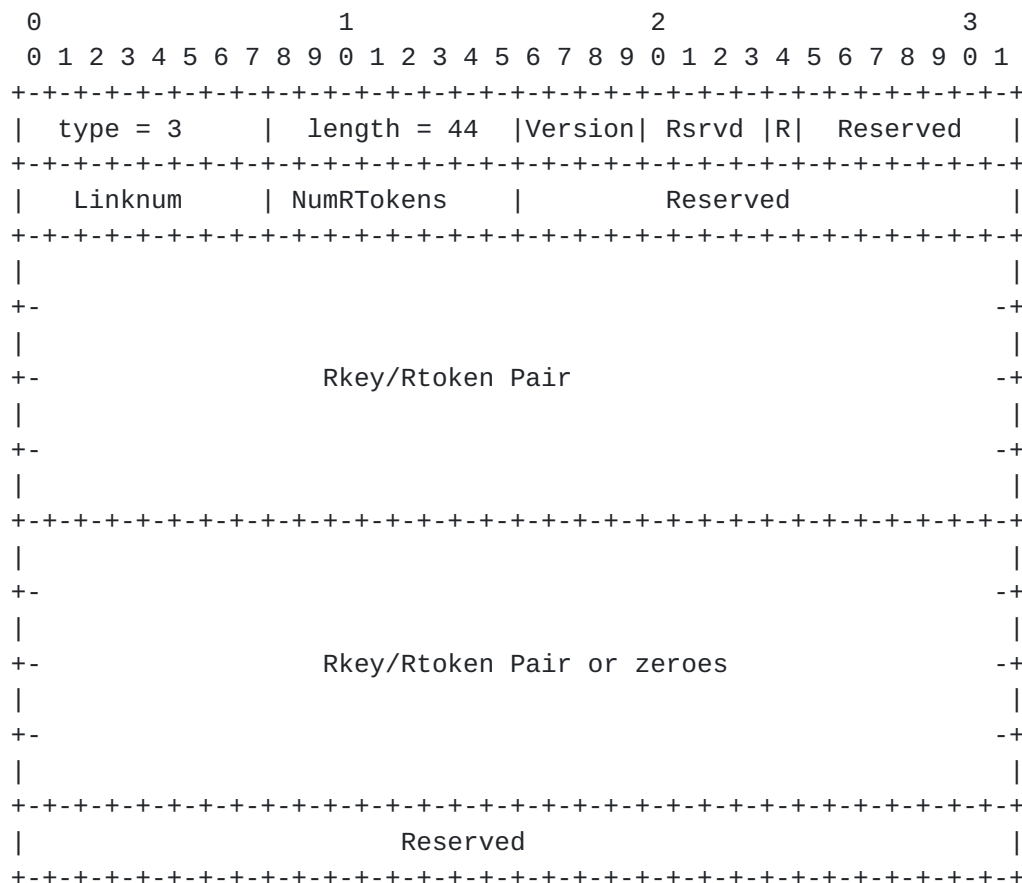 0                   1                   2                   3
 0 1 2 3 4 5 6 7 8 9 0 1 2 3 4 5 6 7 8 9 0 1 2 3 4 5 6 7 8 9 0 1
+-+-+-+-+-+-+-+-+-+-+-+-+-+-+-+-+-+-+-+-+-+-+-+-+-+-+-+-+-+-+-+-+
|  type = 3     |  length = 44  |Version| Rsrvd |R|  Reserved   |
+-+-+-+-+-+-+-+-+-+-+-+-+-+-+-+-+-+-+-+-+-+-+-+-+-+-+-+-+-+-+-+-+
|   Linknum     | NumRTokens    |         Reserved              |
+-+-+-+-+-+-+-+-+-+-+-+-+-+-+-+-+-+-+-+-+-+-+-+-+-+-+-+-+-+-+-+-+
|                                                               |
+-                                                             -+
|                                                               |
+-                  Rkey/Rtoken Pair                           -+
|                                                               |
+-                                                             -+
|                                                               |
+-+-+-+-+-+-+-+-+-+-+-+-+-+-+-+-+-+-+-+-+-+-+-+-+-+-+-+-+-+-+-+-+
|                                                               |
+-                                                             -+
|                                                               |
+-                  Rkey/Rtoken Pair or zeroes                 -+
|                                                               |
+-                                                             -+
|                                                               |
+-+-+-+-+-+-+-+-+-+-+-+-+-+-+-+-+-+-+-+-+-+-+-+-+-+-+-+-+-+-+-+-+
|                        Reserved                               |
+-+-+-+-+-+-+-+-+-+-+-+-+-+-+-+-+-+-+-+-+-+-+-+-+-+-+-+-+-+-+-+-+